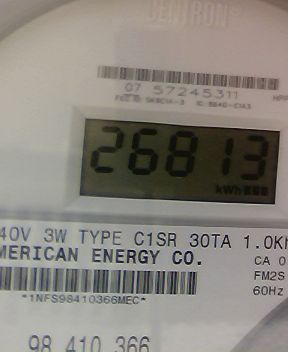 CENTRON®
07 57245311
26813
kWh
40V 3W TYPE C1SR 30TA 1.0Kh
MERICAN ENERGY CO.
CA 0
FM2S
60Hz
*1NFS98410366MEC*
98 410 366